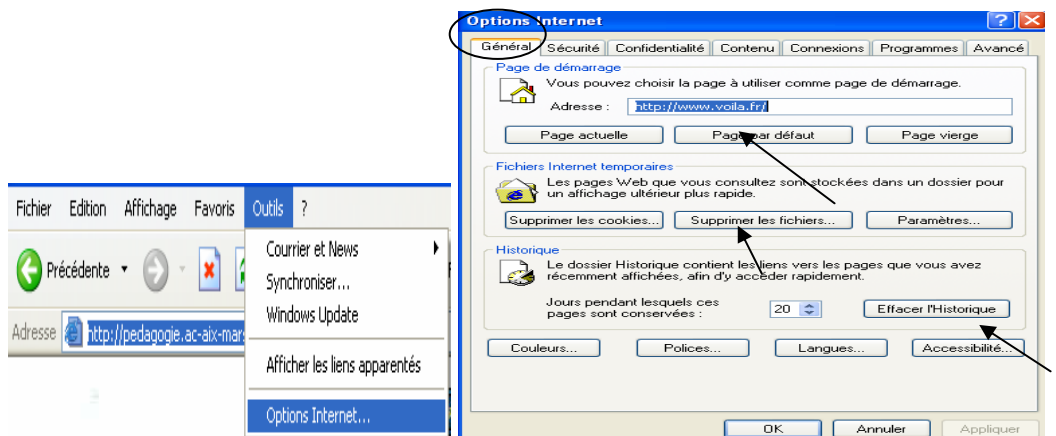 Fichier Edition Affichage Favoris Outils ?
Précédente
Adresse http://pedagogie.ac-aix-mar
Courrier et News
Synchroniser...
Windows Update
Afficher les liens apparentés
Options Internet...
Options Internet
Général Sécurité Confidentialité Contenu Connexions Programmes Avancé
Page de démarrage
Vous pouvez choisir la page à utiliser comme page de démarrage.
Adresse : http://www.voila.fr/
Page actuelle Page par défaut Page vierge
Fichiers Internet temporaires
Les pages Web que vous consultez sont stockées dans un dossier pour
un affichage ultérieur plus rapide.
Supprimer les cookies... Supprimer les fichiers... Paramètres...
Historique
Le dossier Historique contient les liens vers les pages que vous avez
récemment affichées, afin d'y accéder rapidement.
Jours pendant lesquels ces
pages sont conservées : 20 Effacer l'Historique
Couleurs... Polices... Langues... Accessibilité...
OK Annuler Appliquer